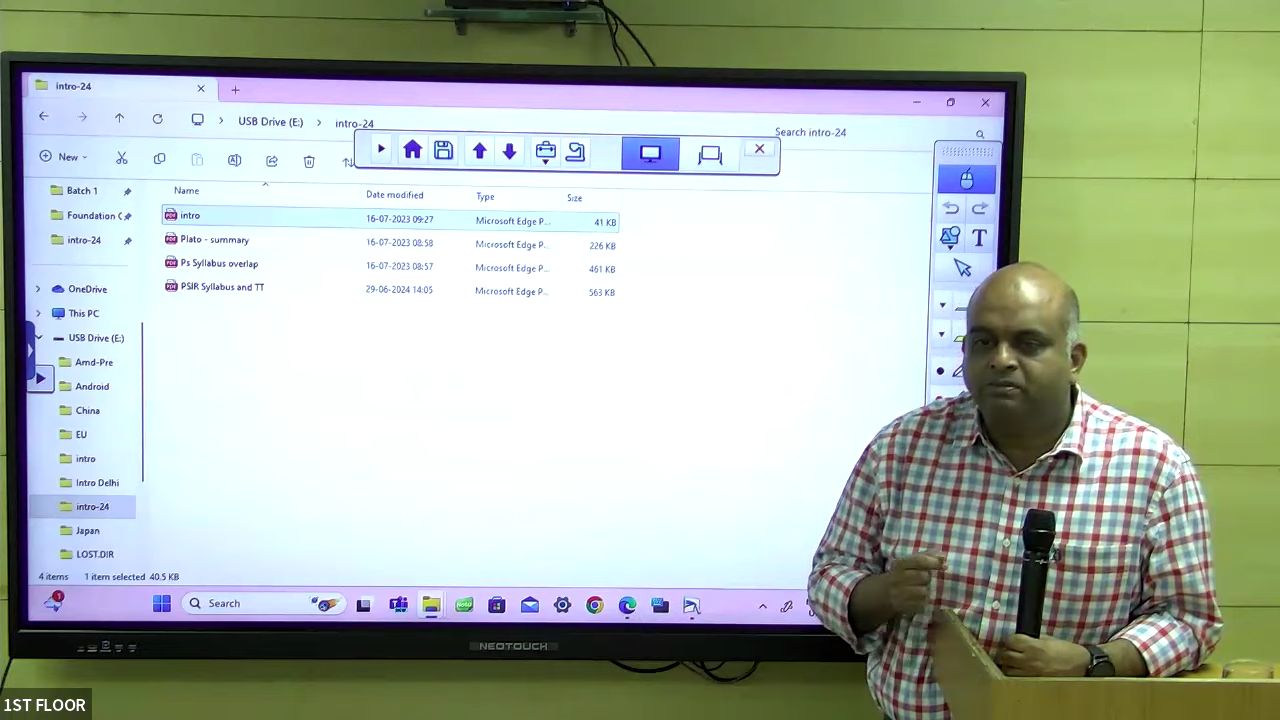 intro-24
USB Drive (E:) > intro-24
Search intro-24
New
Name Date modified Type Size
Batch 1
Foundation C
intro-24
intro 16-07-2023 09:27 Microsoft Edge P... 41 KB
Plato - summary 16-07-2023 08:58 Microsoft Edge P... 226 KB
Ps Syllabus overlap 16-07-2023 08:57 Microsoft Edge P... 461 KB
PSIR Syllabus and TT 29-06-2024 14:05 Microsoft Edge P... 563 KB
OneDrive
This PC
USB Drive (E:)
Amd-Pre
Android
China
EU
intro
Intro Delhi
intro-24
Japan
LOST.DIR
4 items 1 item selected 40.5 KB
1
Search
T
NEOTOUCH
1ST FLOOR